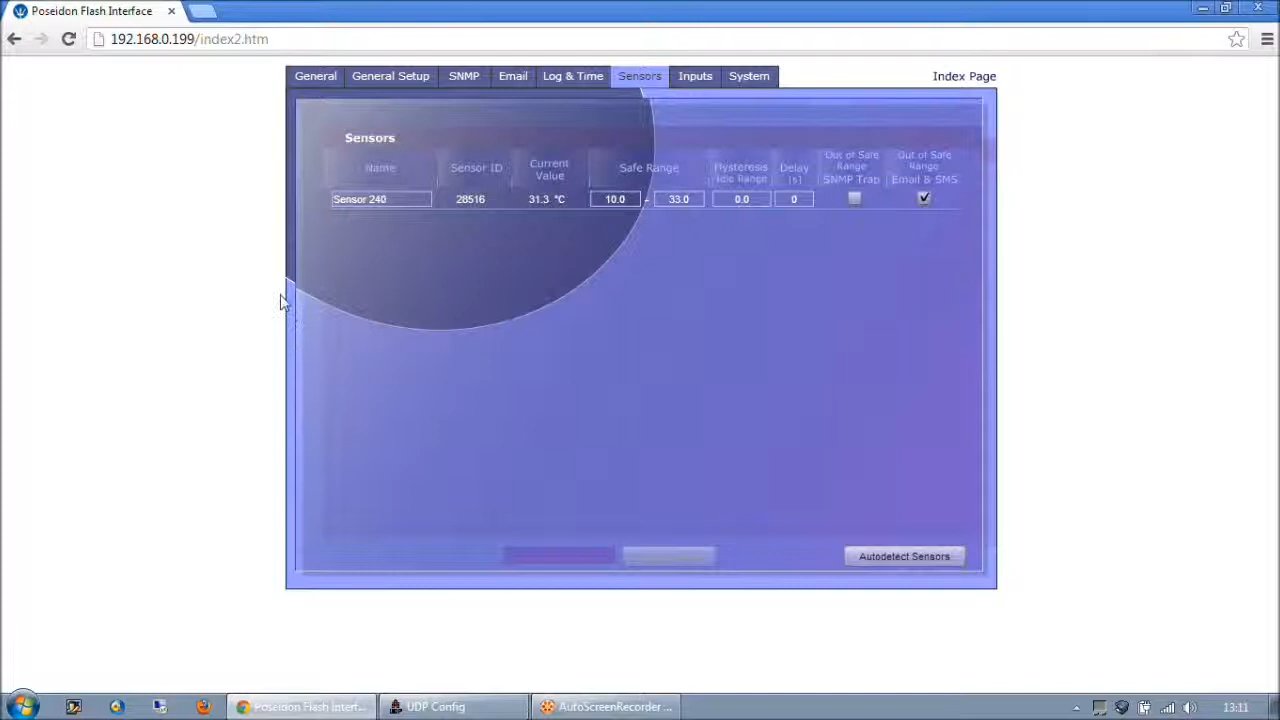 Poseidon Flash Interface
192.168.0.199/index2.htm
General General Setup SNMP Email Log & Time Sensors Inputs System Index Page
Sensors
Name Sensor ID Current Value Safe Range Hysteresis Idle Range Delay [s] Out of Safe Range SNMP Trap Out of Safe Range Email & SMS
Sensor 240 28516 31.3 °C 10.0 - 33.0 0.0 0
Autodetect Sensors
Poseidon Flash Interf... UDP Config AutoScreenRecorder ... 13:11